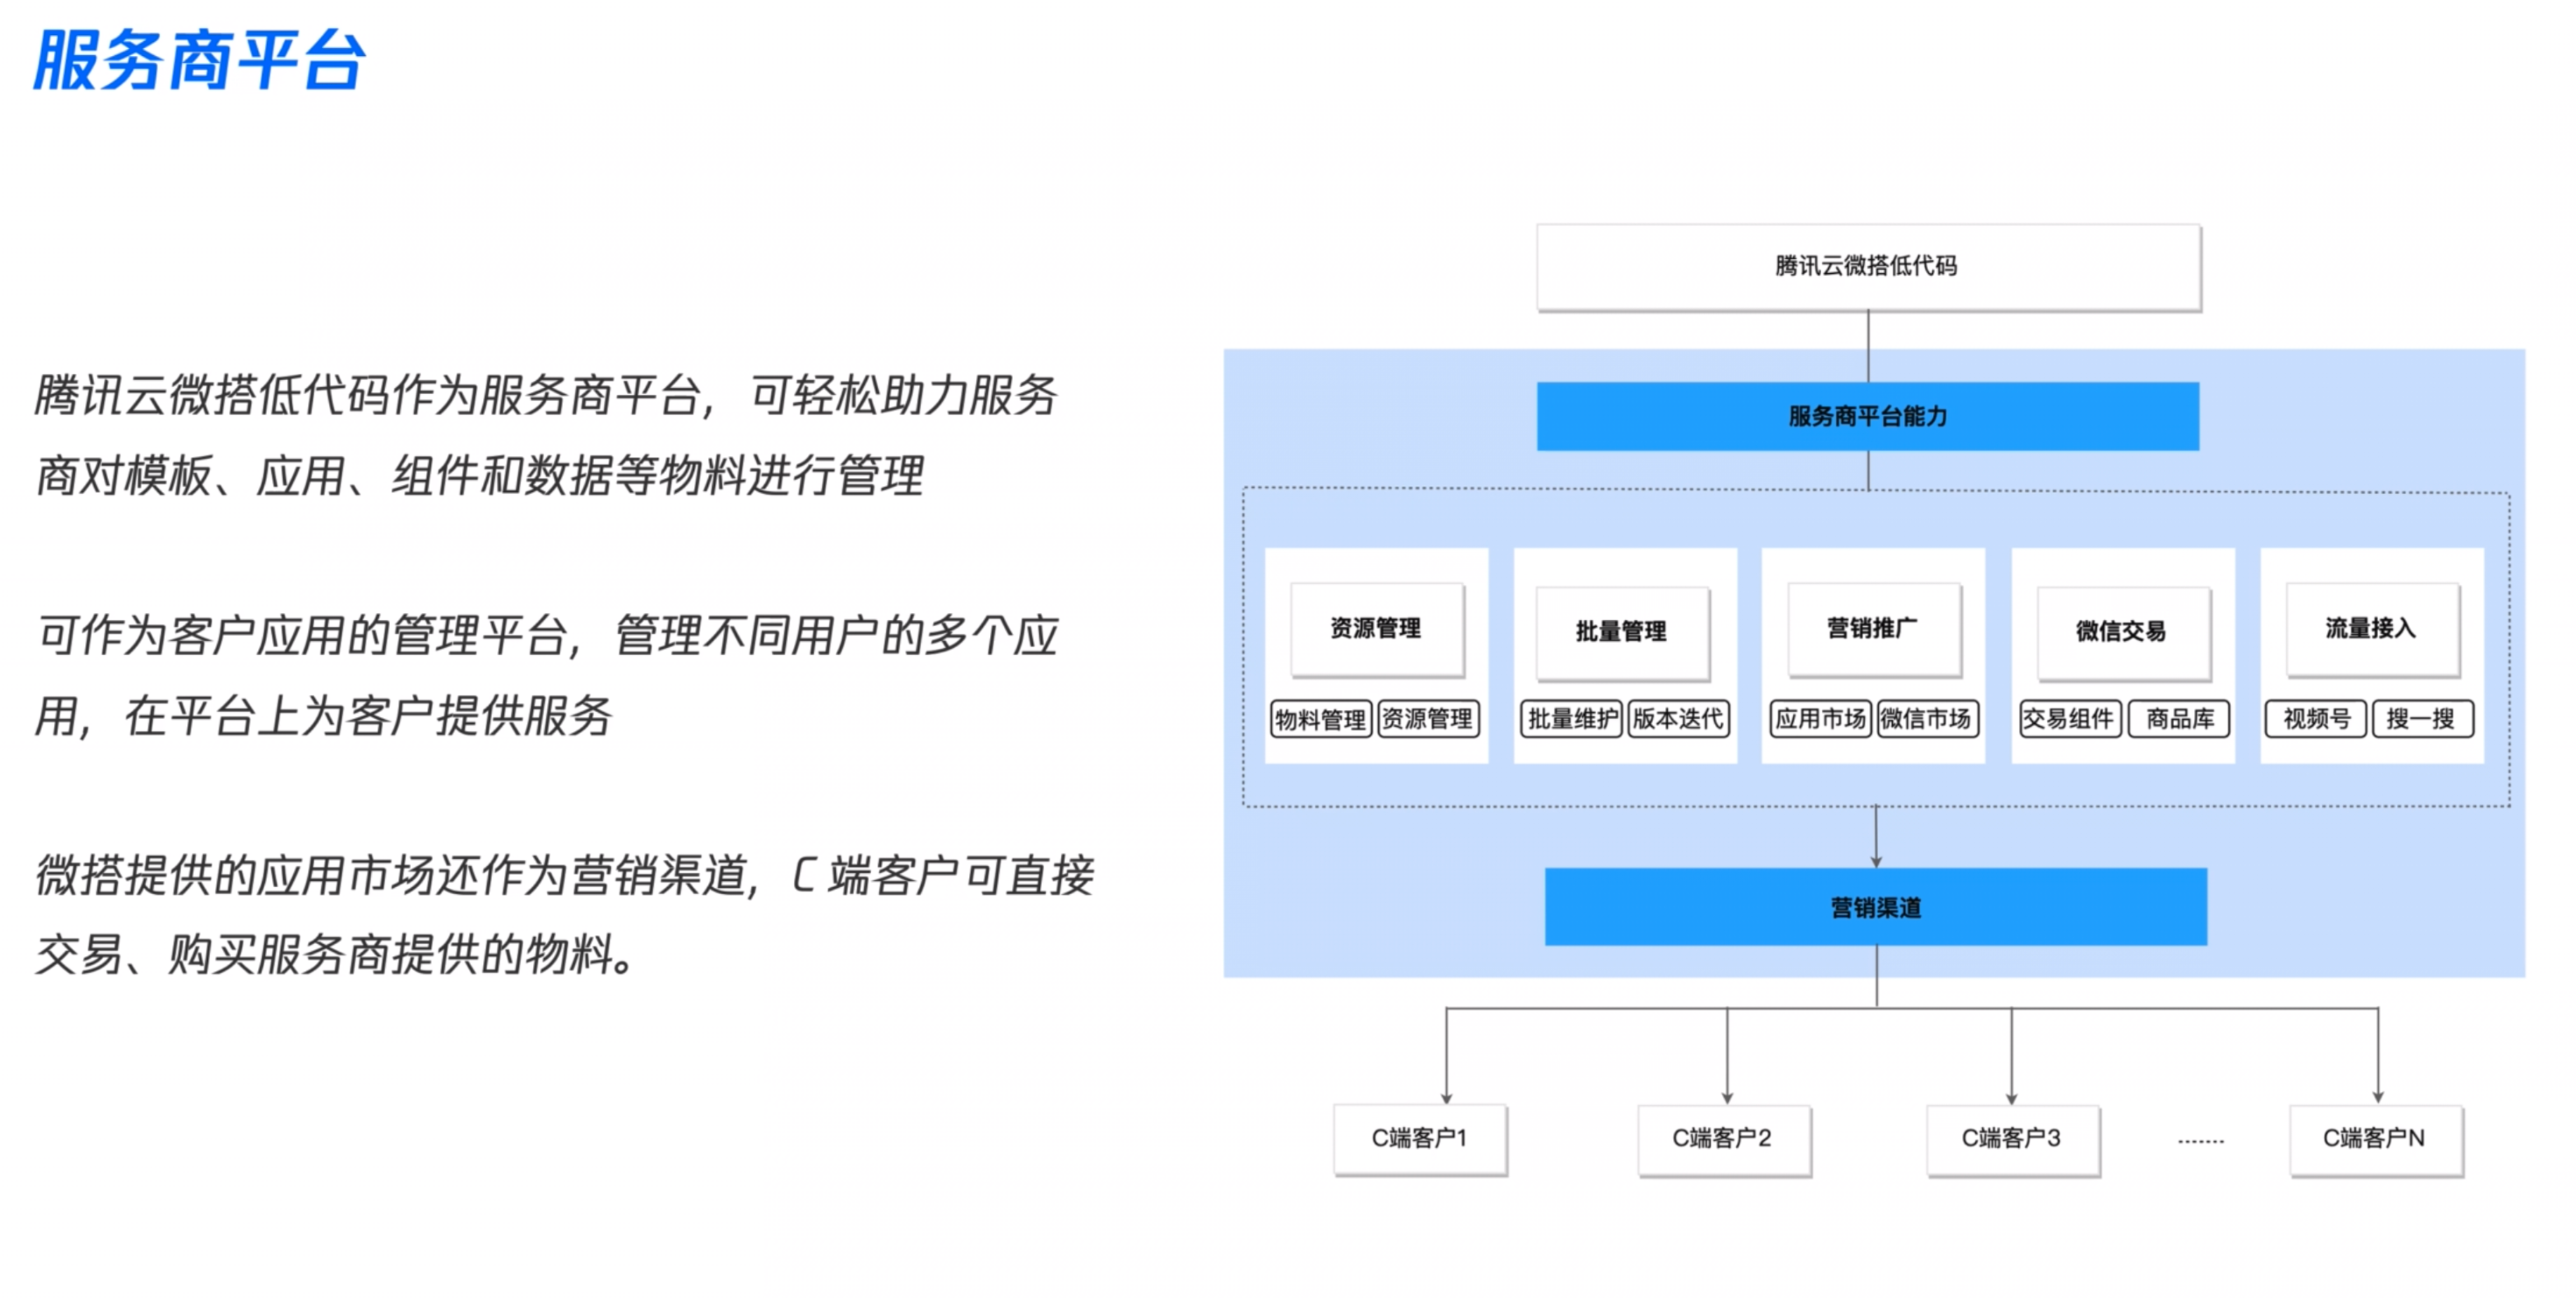 服务商平台
腾讯云微搭低代码作为服务商平台，可轻松助力服务
商对模板、应用、组件和数据等物料进行管理
可作为客户应用的管理平台，管理不同用户的多个应
用，在平台上为客户提供服务
微搭提供的应用市场还作为营销渠道，C 端客户可直接
交易、购买服务商提供的物料。
腾讯云微搭低代码
服务商平台能力
资源管理
物料管理 资源管理
批量管理
批量维护 版本迭代
营销推广
应用市场 微信市场
微信交易
交易组件 商品库
流量接入
视频号 搜一搜
营销渠道
C端客户1
C端客户2
C端客户3
.......
C端客户N